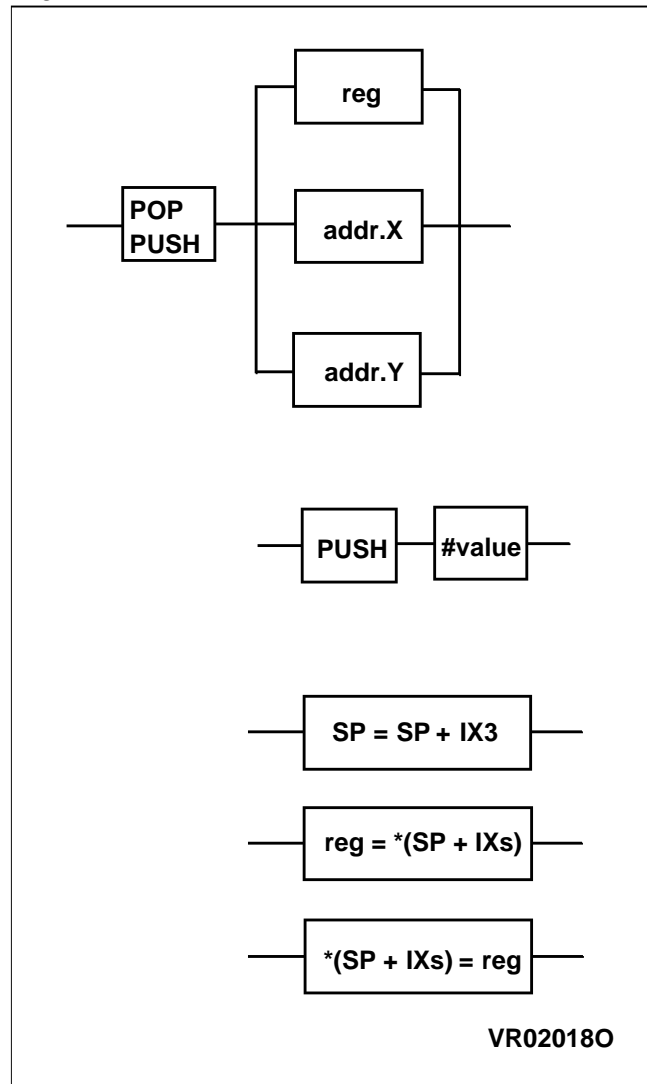 reg
POP
PUSH
addr.X
addr.Y
PUSH
#value
SP = SP + IX3
reg = *(SP + IXs)
*(SP + IXs) = reg
VR02018O